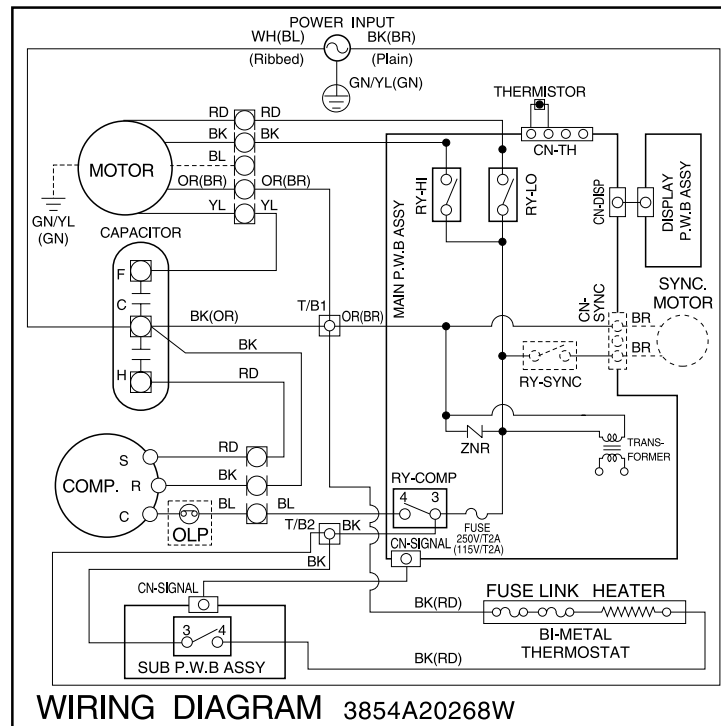 POWER INPUT
WH(BL) BK(BR)
(Ribbed) (Plain)
GN/YL(GN)
THERMISTOR
CN-TH
RD RD
BK BK
BL
OR(BR) OR(BR)
YL YL
MOTOR
GN/YL
(GN)
CAPACITOR
F
C
H
RY-HI
RY-LO
MAIN P.W.B ASSY
CN-DISP
DISPLAY
P.W.B ASSY
SYNC.
MOTOR
CN-
SYNC
BR
BR
BK(OR)
T/B1
OR(BR)
BK
RD
RY-SYNC
ZNR
TRANS-
FORMER
COMP.
S
R
C
RD
BK
BL BL
OLP
RY-COMP
4 3
FUSE
250V/T2A
(115V/T2A)
T/B2
BK
CN-SIGNAL
BK
CN-SIGNAL
3 4
SUB P.W.B ASSY
BK(RD)
FUSE LINK HEATER
BI-METAL
THERMOSTAT
BK(RD)
WIRING DIAGRAM 3854A20268W